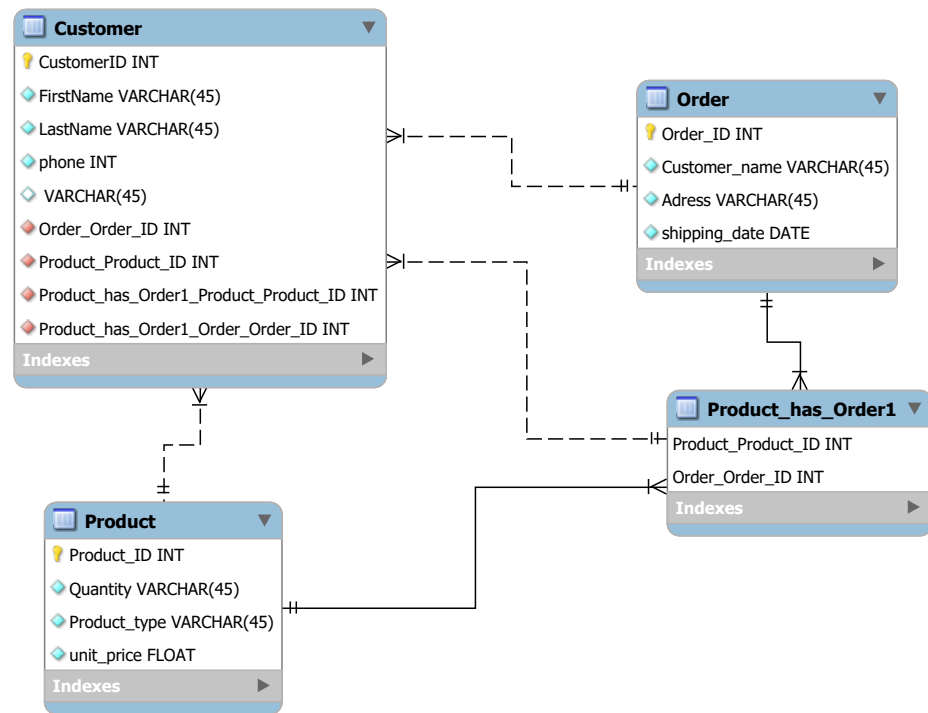 Customer
CustomerID INT
FirstName VARCHAR(45)
LastName VARCHAR(45)
phone INT
VARCHAR(45)
Order_Order_ID INT
Product_Product_ID INT
Product_has_Order1_Product_Product_ID INT
Product_has_Order1_Order_Order_ID INT
Indexes
Order
Order_ID INT
Customer_name VARCHAR(45)
Adress VARCHAR(45)
shipping_date DATE
Indexes
Product_has_Order1
Product_Product_ID INT
Order_Order_ID INT
Indexes
Product
Product_ID INT
Quantity VARCHAR(45)
Product_type VARCHAR(45)
unit_price FLOAT
Indexes